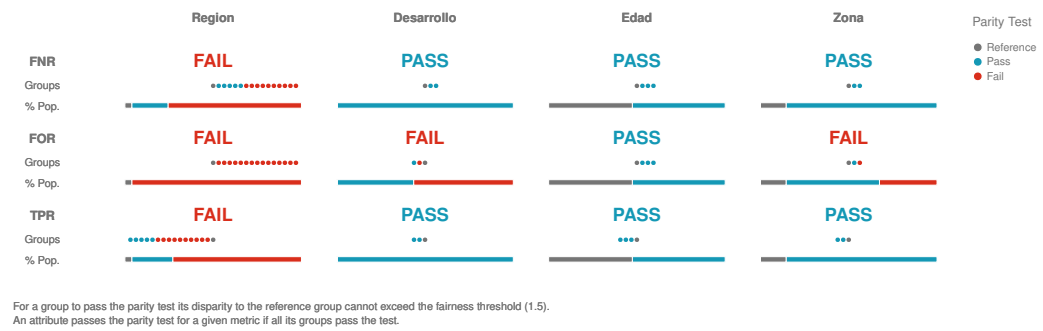 Region Desarrollo Edad Zona
Parity Test
Reference
Pass
Fail
FNR FAIL PASS PASS PASS
Groups
% Pop.
FOR FAIL FAIL PASS FAIL
Groups
% Pop.
TPR FAIL PASS PASS PASS
Groups
% Pop.
For a group to pass the parity test its disparity to the reference group cannot exceed the fairness threshold (1.5).
An attribute passes the parity test for a given metric if all its groups pass the test.